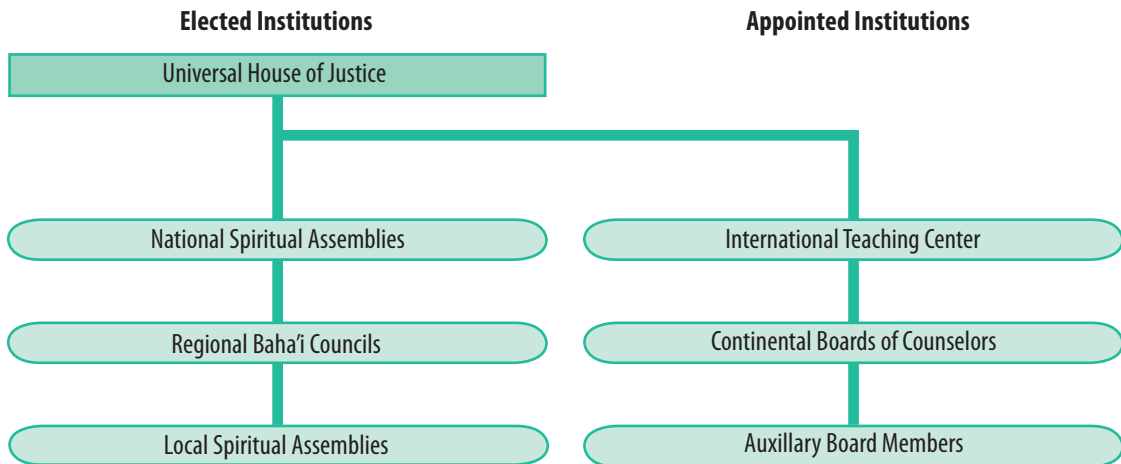 Elected Institutions
Appointed Institutions
Universal House of Justice
National Spiritual Assemblies
International Teaching Center
Regional Baha’i Councils
Continental Boards of Counselors
Local Spiritual Assemblies
Auxillary Board Members